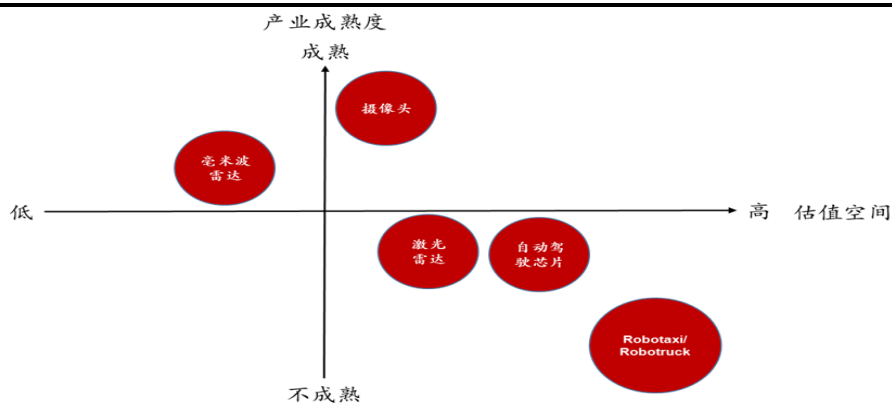 产业成熟度
成熟
摄像头
毫米波
雷达
低
高
估值空间
激光
雷达
自动驾
驶芯片
Robotaxi/
Robotruck
不成熟